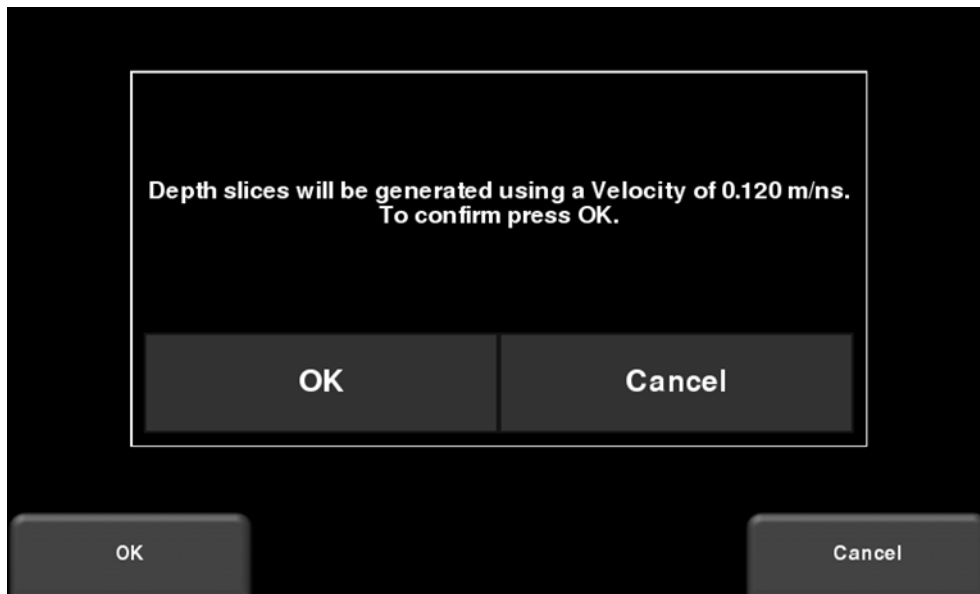 Depth slices will be generated using a Velocity of 0.120 m/ns.
To confirm press OK.
OK
Cancel
OK
Cancel